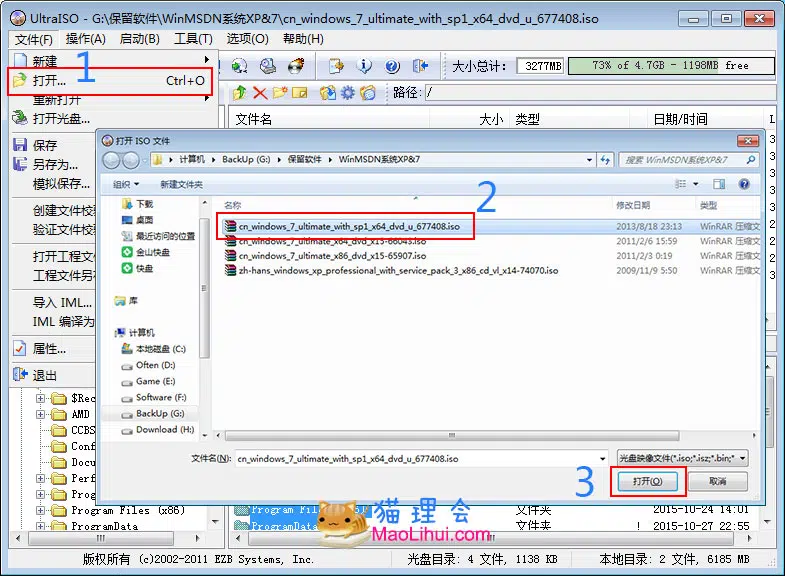 UltraISO - G:\保留软件\WinMSDN系统XP&7\cn_windows_7_ultimate_with_sp1_x64_dvd_u_677408.iso
文件(F) 操作(A) 启动(B) 工具(T) 选项(O) 帮助(H)
新建
1
打开... Ctrl+O
重新打开
打开光盘...
保存
另存为...
模拟保存...
创建文件校
验证文件校
打开工程文
工程文件另
导入 IML...
IML 编译为
属性...
退出
大小总计: 3277MB 73% of 4.7GB - 1198MB free
路径: /
文件名 大小 类型 日期/时间
打开 ISO 文件
计算机 BackUp (G:) 保留软件 WinMSDN系统XP&7
搜索 WinMSDN系统XP&7
组织 新建文件夹
下载
桌面
最近访问的位置
金山快盘
快盘
库
计算机
本地磁盘 (C:)
Often (D:)
Game (E:)
Software (F:)
BackUp (G:)
Download (H:)
2
名称 修改日期 类型
cn_windows_7_ultimate_with_sp1_x64_dvd_u_677408.iso 2013/8/18 23:13 WinRAR 压缩文
cn_windows_7_ultimate_x64_dvd_x15-66043.iso 2011/2/6 15:59 WinRAR 压缩文
cn_windows_7_ultimate_x86_dvd_x15-65907.iso 2011/2/3 0:19 WinRAR 压缩文
zh-hans_windows_xp_professional_with_service_pack_3_x86_cd_vl_x14-74070.iso 2009/11/9 5:50 WinRAR 压缩文
文件名(N): cn_windows_7_ultimate_with_sp1_x64_dvd_u_677408.iso 光盘映像文件(*.iso;*.isz;*.bin;*
3
打开(O) 取消
$Rec
AMD
CCBS
Conf
Docu
Perf
Prog
Program Files (x86)
ProgramData
Program Fil
ProgramData
文件夹 2015-10-24 14:01
文件夹 ! 2015-10-27 22:55
猫理会
MaoLihui.com
版权所有 (c)2002-2011 EZB Systems, Inc. 光盘目录: 4 文件, 1138 KB 本地目录: 2 文件, 6185 MB